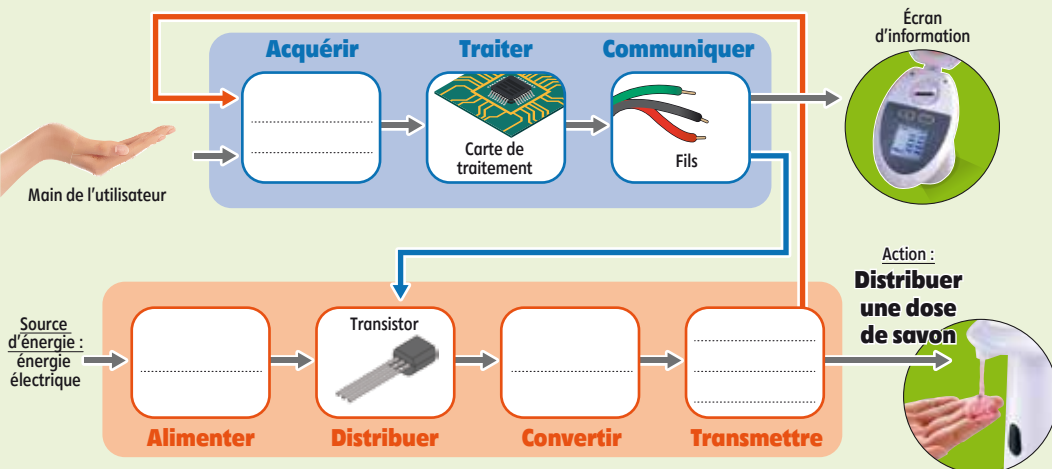 Acquérir
Traiter
Communiquer
Écran
d'information
Carte de
traitement
Fils
Main de l'utilisateur
Action :
Distribuer
une dose
de savon
Source
d'énergie :
énergie
électrique
Transistor
Alimenter
Distribuer
Convertir
Transmettre